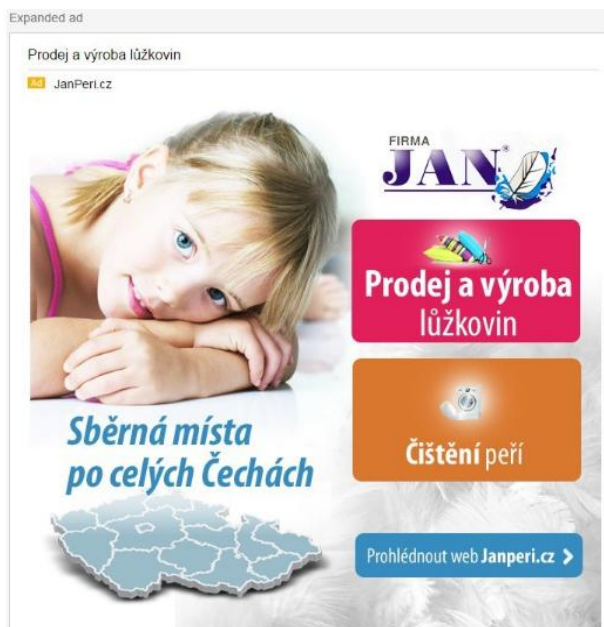 Expanded ad
Prodej a výroba lůžkovin
Ad JanPeri.cz
FIRMA
JAN®
Prodej a výroba
lůžkovin
Čištění peří
Sběrná místa
po celých Čechách
Prohlédnout web Janperi.cz